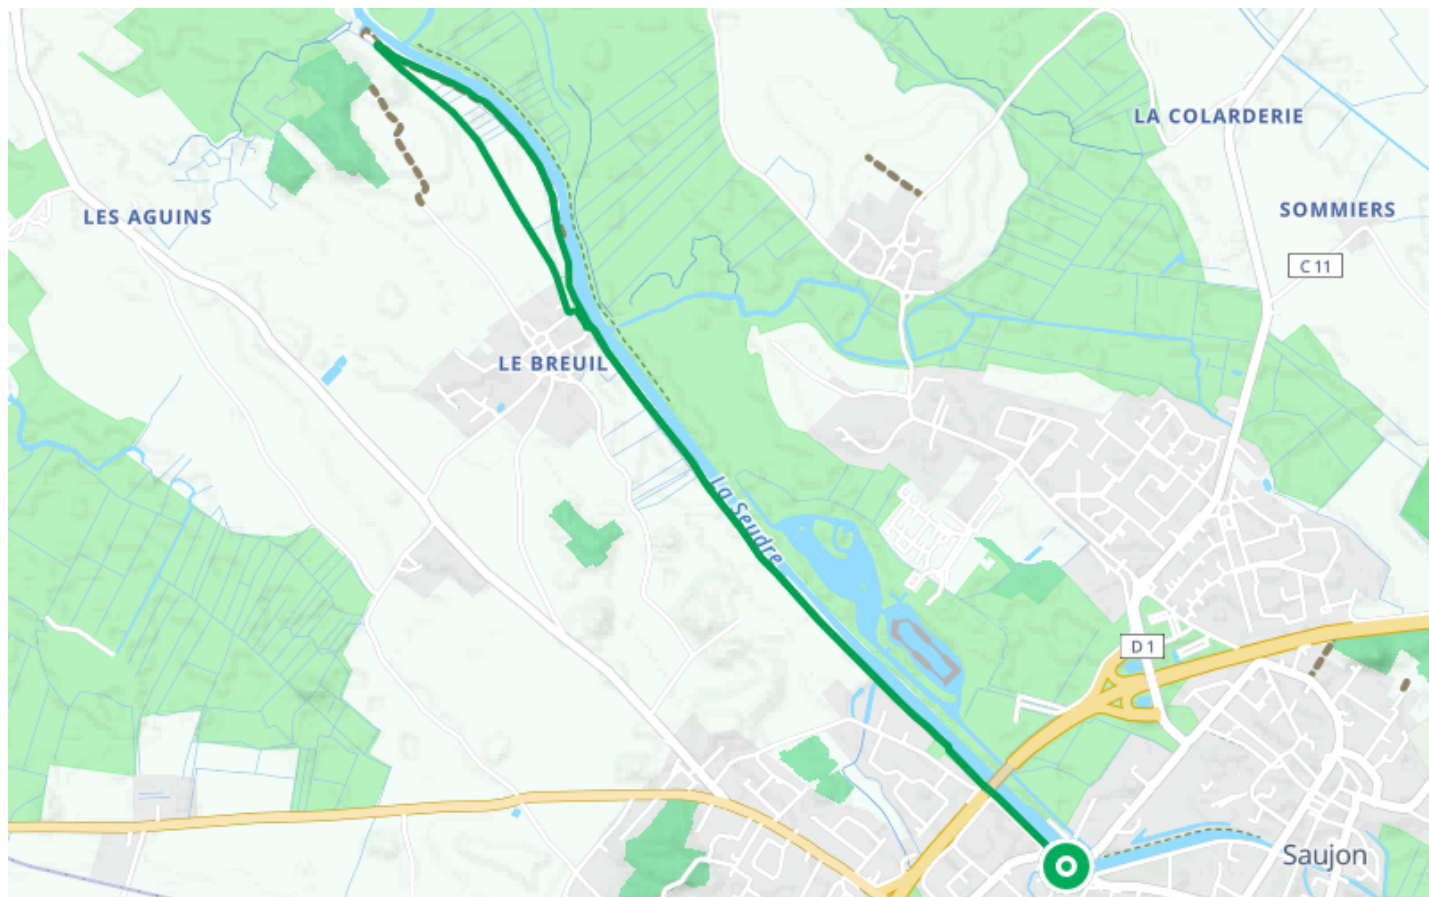 LA COLARDERIE
LES AGUINS
SOMMIERS
C 11
LE BREUIL
La Seudre
D 1
Saujon